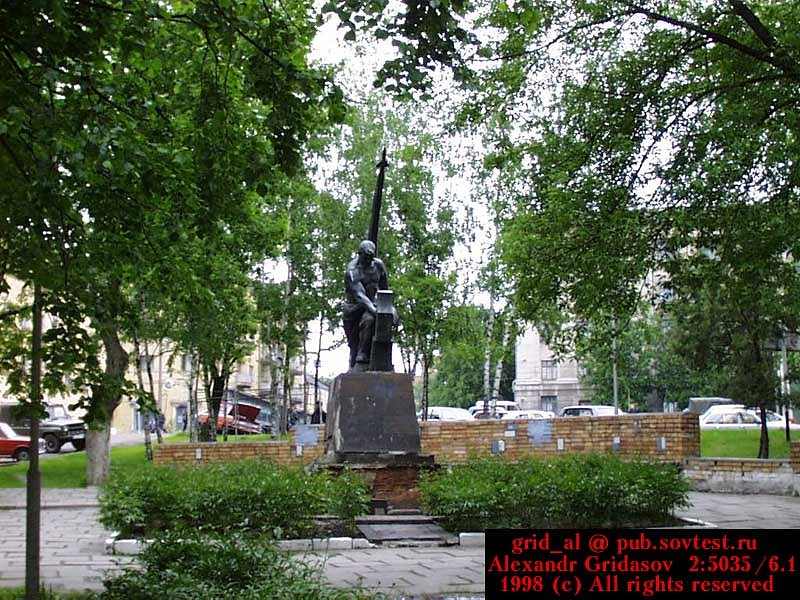 grid_al @ pub.sovtest.ru
Alexandr Gridasov 2:5035/6.1
1998 (c) All rights reserved